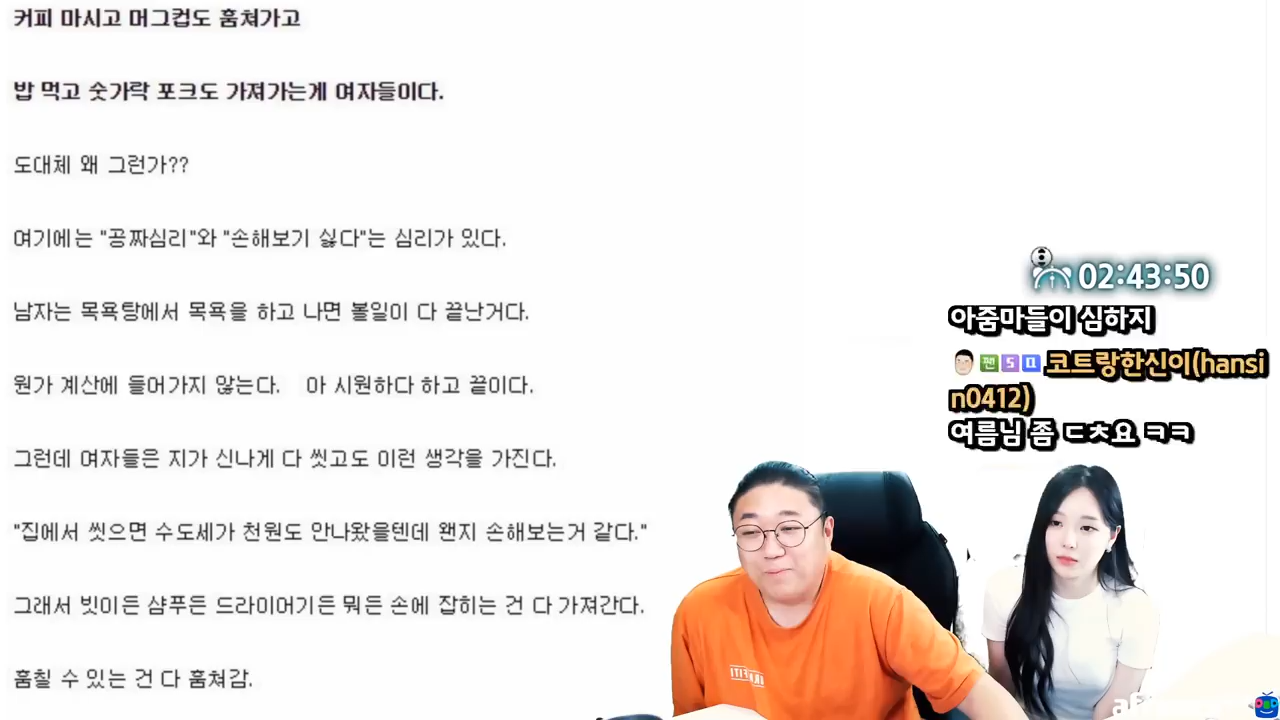 커피 마시고 머그컵도 훔쳐가고
밥 먹고 숫가락 포크도 가져가는게 여자들이다.
도대체 왜 그런가??
여기에는 "공짜심리"와 "손해보기 싫다"는 심리가 있다.
남자는 목욕탕에서 목욕을 하고 나면 볼일이 다 끝난거다.
원가 계산에 들어가지 않는다. 아 시원하다 하고 끝이다.
그런데 여자들은 지가 신나게 다 씻고도 이런 생각을 가진다.
"집에서 씻으면 수도세가 천원도 안나왔을텐데 왠지 손해보는거 같다."
그래서 빗이든 샴푸든 드라이어기든 뭐든 손에 잡히는 건 다 가져간다.
훔칠 수 있는 건 다 훔쳐감.
02:43:50
아줌마들이 심하지
팬 5 코트랑한신이(hansi
n0412)
여름님 좀 ㄷㅊ요 ㅋㅋ